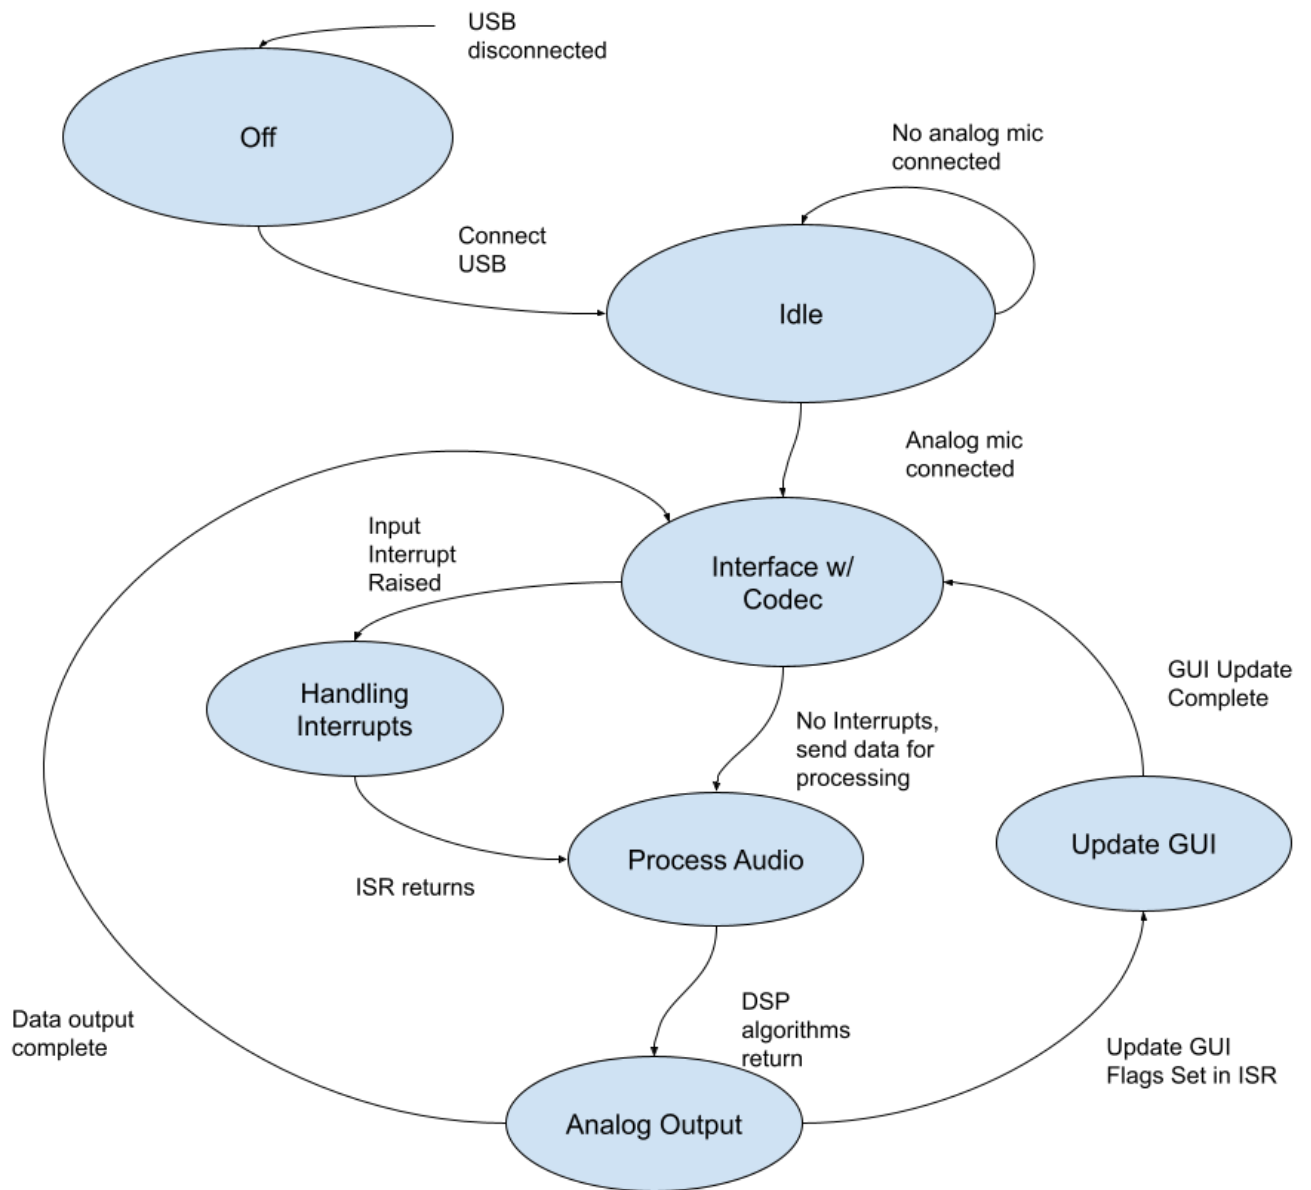 USB
disconnected
Off
No analog mic
connected
Connect
USB
Idle
Analog mic
connected
Input
Interrupt
Raised
Interface w/
Codec
Handling
Interrupts
GUI Update
Complete
No Interrupts,
send data for
processing
Process Audio
Update GUI
ISR returns
DSP
algorithms
return
Data output
complete
Update GUI
Flags Set in ISR
Analog Output